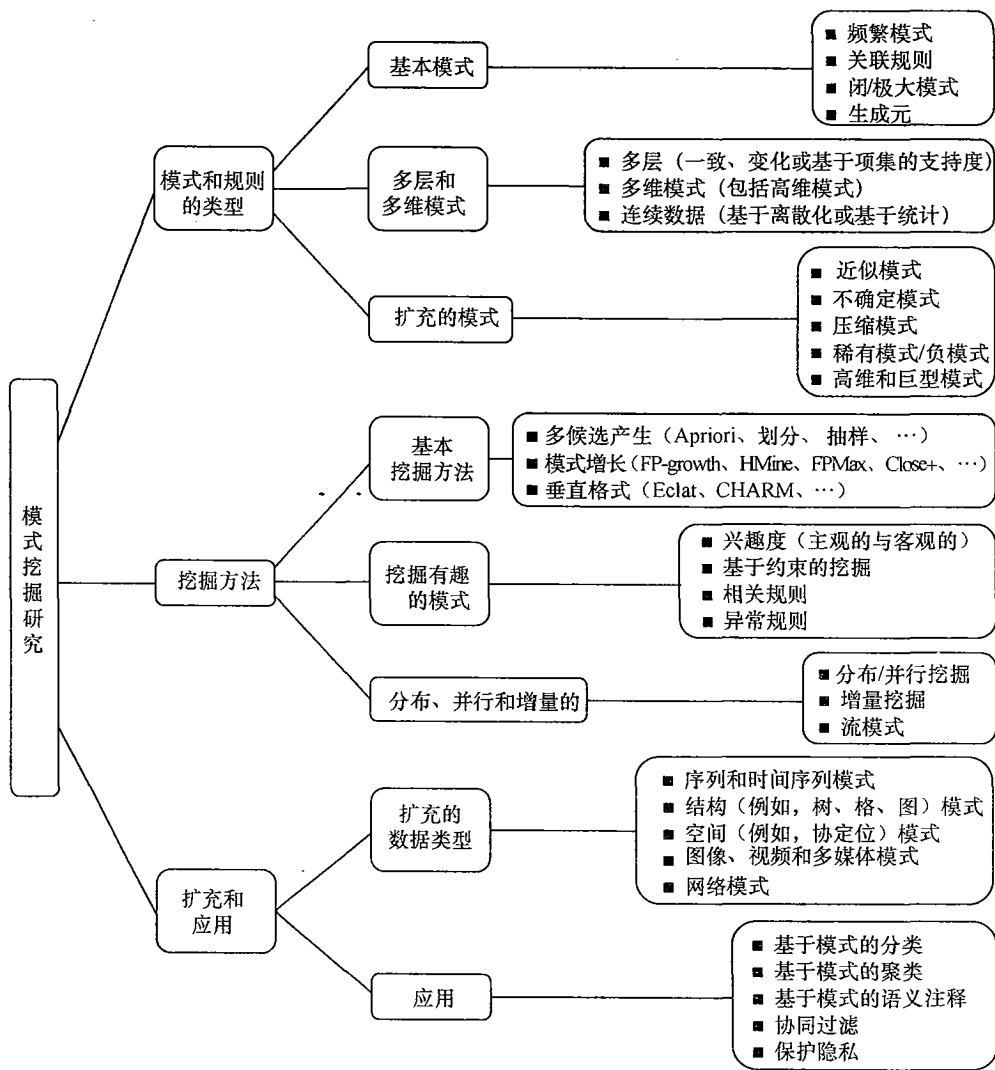 模式挖掘研究
模式和规则
的类型
基本模式
■ 频繁模式
■ 关联规则
■ 闭/极大模式
■ 生成元
多层和
多维模式
■ 多层（一致、变化或基于项集的支持度）
■ 多维模式（包括高维模式）
■ 连续数据（基于离散化或基于统计）
扩充的模式
■ 近似模式
■ 不确定模式
■ 压缩模式
■ 稀有模式/负模式
■ 高维和巨型模式
挖掘方法
基本
挖掘方法
■ 多候选产生（Apriori、划分、抽样、…）
■ 模式增长（FP-growth、HMine、FPMax、Close+、…）
■ 垂直格式（Eclat、CHARM、…）
挖掘有趣
的模式
■ 兴趣度（主观的与客观的）
■ 基于约束的挖掘
■ 相关规则
■ 异常规则
分布、并行和增量的
■ 分布/并行挖掘
■ 增量挖掘
■ 流模式
扩充和
应用
扩充的
数据类型
■ 序列和时间序列模式
■ 结构（例如，树、格、图）模式
■ 空间（例如，协定位）模式
■ 图像、视频和多媒体模式
■ 网络模式
应用
■ 基于模式的分类
■ 基于模式的聚类
■ 基于模式的语义注释
■ 协同过滤
■ 保护隐私